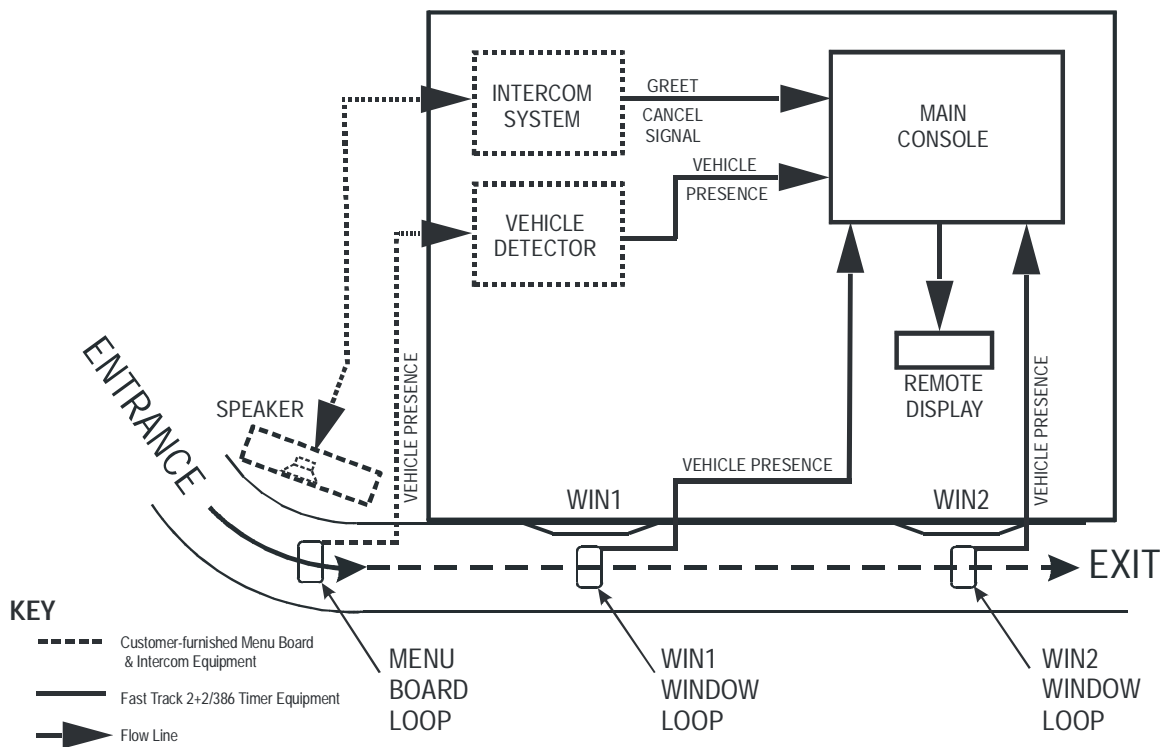 INTERCOM
SYSTEM
GREET
CANCEL
SIGNAL
MAIN
CONSOLE
VEHICLE
PRESENCE
VEHICLE
DETECTOR
REMOTE
DISPLAY
VEHICLE PRESENCE
VEHICLE PRESENCE
VEHICLE PRESENCE
ENTRANCE
SPEAKER
WIN1
WIN2
EXIT
KEY
Customer-furnished Menu Board
& Intercom Equipment
Fast Track 2+2/386 Timer Equipment
Flow Line
MENU
BOARD
LOOP
WIN1
WINDOW
LOOP
WIN2
WINDOW
LOOP